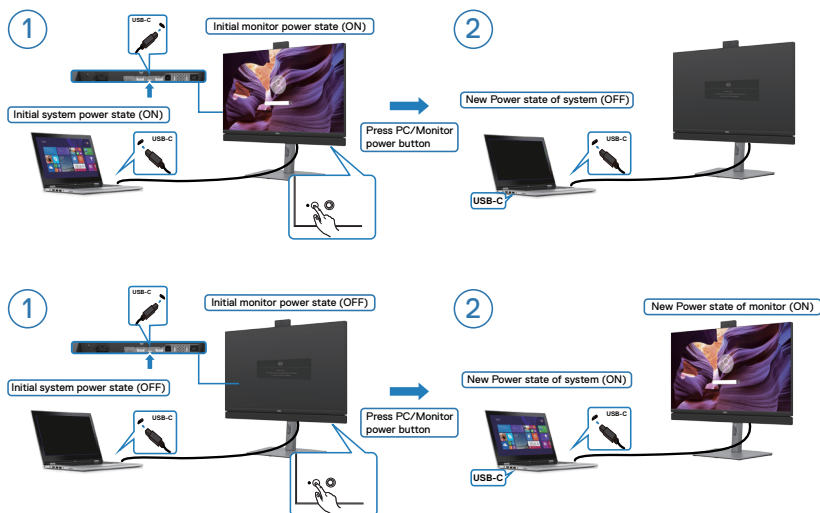 1
USB-C
Initial monitor power state (ON)
2
Initial system power state (ON)
USB-C
Press PC/Monitor
power button
New Power state of system (OFF)
USB-C
USB-C
1
USB-C
Initial monitor power state (OFF)
2
New Power state of monitor (ON)
Initial system power state (OFF)
USB-C
Press PC/Monitor
power button
New Power state of system (ON)
USB-C
USB-C